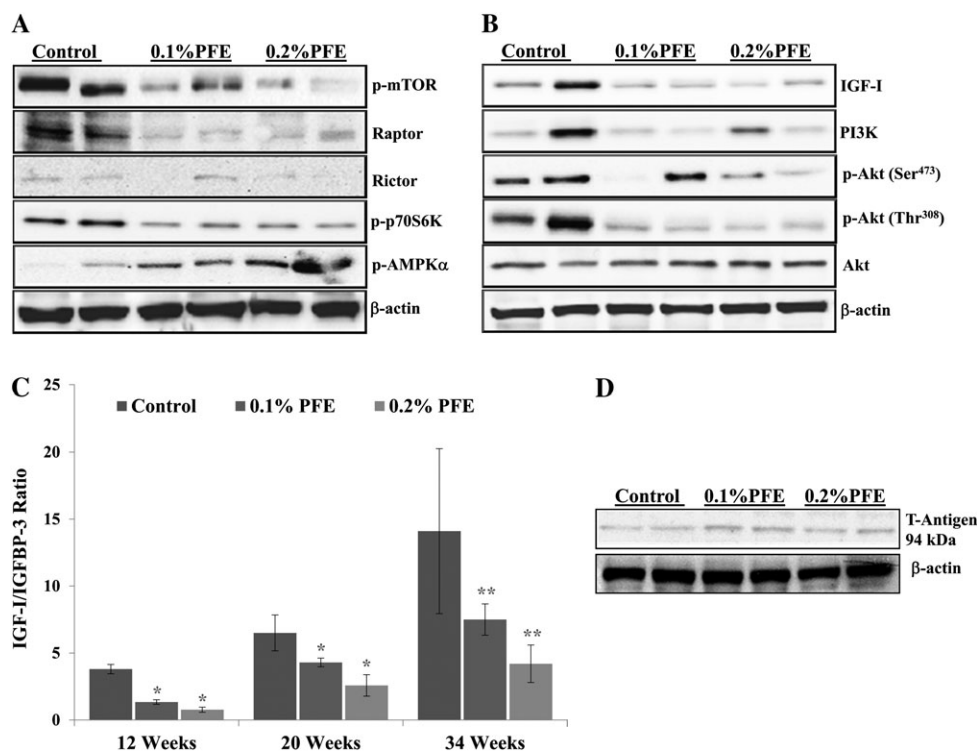 A
Control 0.1%PFE 0.2%PFE
p-mTOR
Raptor
Rictor
p-p70S6K
p-AMPKα
β-actin
B
Control 0.1%PFE 0.2%PFE
IGF-I
PI3K
p-Akt (Ser473)
p-Akt (Thr308)
Akt
β-actin
C
Control 0.1% PFE 0.2% PFE
IGF-I/IGFBP-3 Ratio
25
20
15
10
5
0
* *
* *
** **
12 Weeks 20 Weeks 34 Weeks
D
Control 0.1%PFE 0.2%PFE
T-Antigen
94 kDa
β-actin